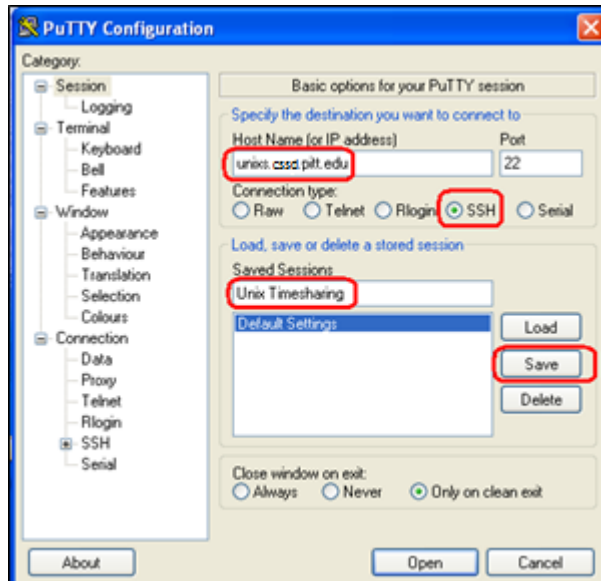 PuTTY Configuration
Category:
Session
Logging
Terminal
Keyboard
Bell
Features
Window
Appearance
Behaviour
Translation
Selection
Colours
Connection
Data
Proxy
Telnet
Rlogin
SSH
Serial
Basic options for your PuTTY session
Specify the destination you want to connect to
Host Name (or IP address) Port
unixs.cssd.pitt.edu 22
Connection type:
Raw Telnet Rlogin SSH Serial
Load, save or delete a stored session
Saved Sessions
Unix Timesharing
Default Settings
Load
Save
Delete
Close window on exit:
Always Never Only on clean exit
About Open Cancel